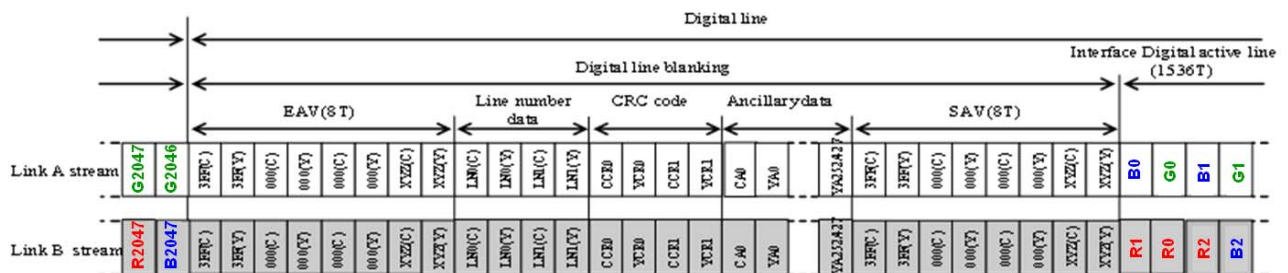 Digital line
Interface Digital active line
(1536T)
Digital line blanking
EAV(8T)
Line number
data
CRC code
Ancillarydata
SAV(8T)
Link A stream
G2047 G2046 3FF(C) 3FF(Y) 000(C) 000(Y) 000(C) 000(Y) XYZ(C) XYZ(Y) LN0(C) LN0(Y) LN1(C) LN1(Y) CCR0 YCR0 CCR1 YCR1 CA0 YA0 3FF(C) 3FF(Y) 000(C) 000(Y) 000(C) 000(Y) XYZ(C) XYZ(Y) B0 G0 B1 G1
Link B stream
R2047 B2047 3FF(C) 3FF(Y) 000(C) 000(Y) 000(C) 000(Y) XYZ(C) XYZ(Y) LN0(C) LN0(Y) LN1(C) LN1(Y) CCR0 YCR0 CCR1 YCR1 CA0 YA0 3FF(C) 3FF(Y) 000(C) 000(Y) 000(C) 000(Y) XYZ(C) XYZ(Y) R1 R0 R2 B2